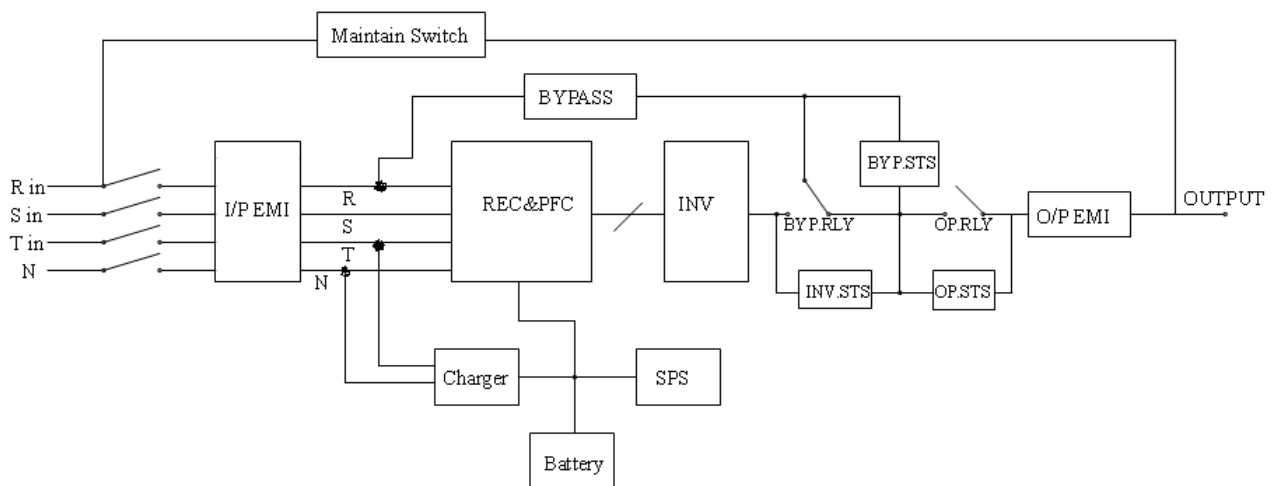 Maintain Switch
BYPASS
R in
S in
T in
N
I/P EMI
R
S
T
N
REC&PFC
INV
BYP.STS
BYP.RLY
OP.RLY
INV.STS
OP.STS
O/P EMI
OUTPUT
Charger
SPS
Battery